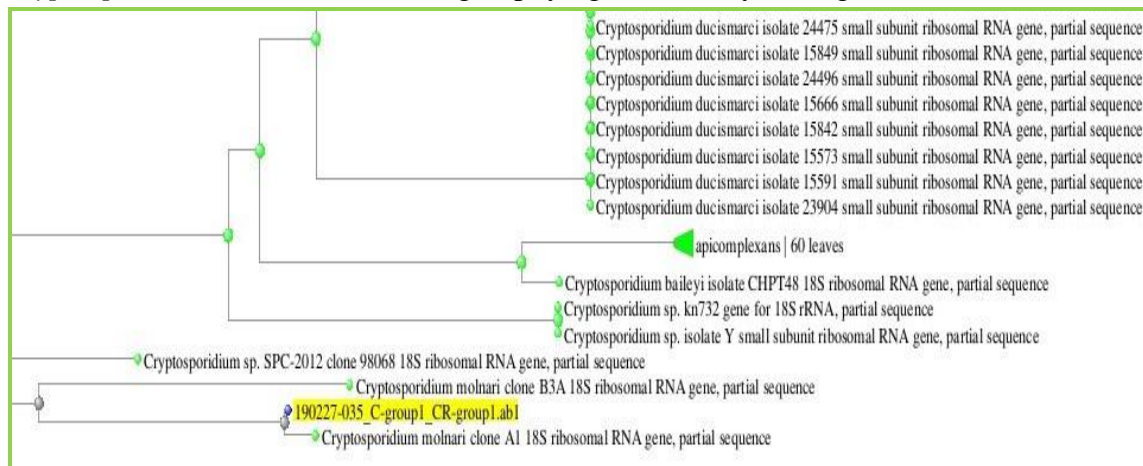 Cryptosporidium ducismarci isolate 24475 small subunit ribosomal RNA gene, partial sequence
Cryptosporidium ducismarci isolate 15849 small subunit ribosomal RNA gene, partial sequence
Cryptosporidium ducismarci isolate 24496 small subunit ribosomal RNA gene, partial sequence
Cryptosporidium ducismarci isolate 15666 small subunit ribosomal RNA gene, partial sequence
Cryptosporidium ducismarci isolate 15842 small subunit ribosomal RNA gene, partial sequence
Cryptosporidium ducismarci isolate 15573 small subunit ribosomal RNA gene, partial sequence
Cryptosporidium ducismarci isolate 15591 small subunit ribosomal RNA gene, partial sequence
Cryptosporidium ducismarci isolate 23904 small subunit ribosomal RNA gene, partial sequence
apicomplexans | 60 leaves
Cryptosporidium baileyi isolate CHPT48 18S ribosomal RNA gene, partial sequence
Cryptosporidium sp. kn732 gene for 18S rRNA, partial sequence
Cryptosporidium sp. isolate Y small subunit ribosomal RNA gene, partial sequence
Cryptosporidium sp. SPC-2012 clone 98068 18S ribosomal RNA gene, partial sequence
Cryptosporidium molnari clone B3A 18S ribosomal RNA gene, partial sequence
190227-035_C-group1_CR-group1.ab1
Cryptosporidium molnari clone A1 18S ribosomal RNA gene, partial sequence